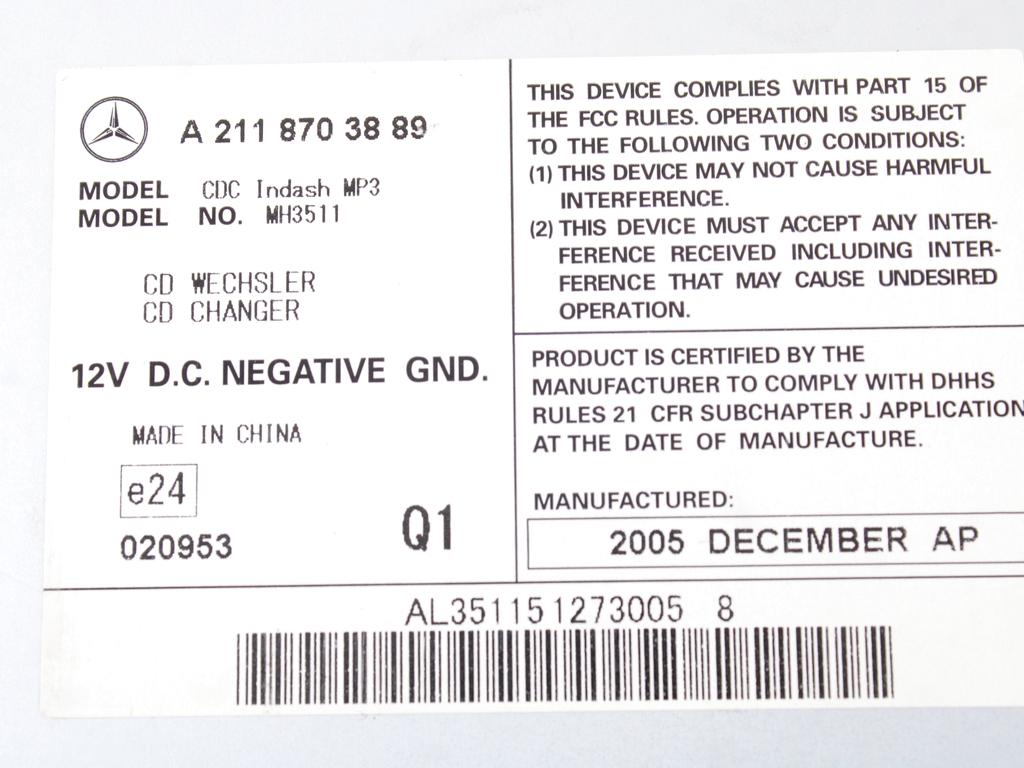 A 211 870 38 89
MODEL CDC Indash MP3
MODEL NO. MH3511
CD WECHSLER
CD CHANGER
12V D.C. NEGATIVE GND.
MADE IN CHINA
e24
020953
Q1
THIS DEVICE COMPLIES WITH PART 15 OF
THE FCC RULES. OPERATION IS SUBJECT
TO THE FOLLOWING TWO CONDITIONS:
(1) THIS DEVICE MAY NOT CAUSE HARMFUL
INTERFERENCE.
(2) THIS DEVICE MUST ACCEPT ANY INTER-
FERENCE RECEIVED INCLUDING INTER-
FERENCE THAT MAY CAUSE UNDESIRED
OPERATION.
PRODUCT IS CERTIFIED BY THE
MANUFACTURER TO COMPLY WITH DHHS
RULES 21 CFR SUBCHAPTER J APPLICATION
AT THE DATE OF MANUFACTURE.
MANUFACTURED:
2005 DECEMBER AP
AL351151273005 8